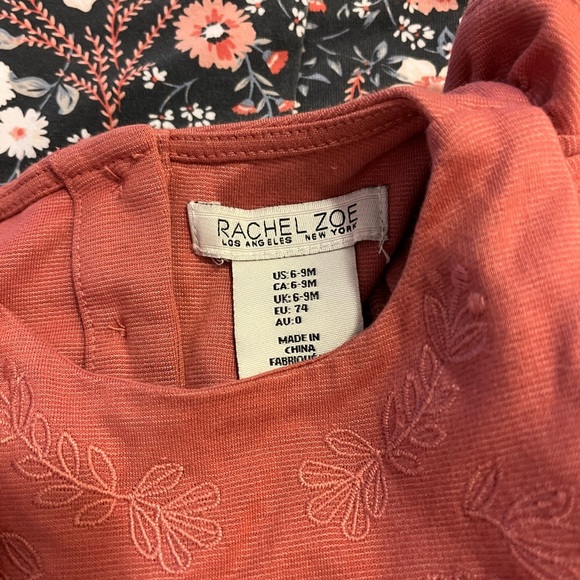 RACHEL ZOE
LOS ANGELES NEW YORK
US: 6-9M
CA: 6-9M
UK: 6-9M
EU: 74
AU: 0
MADE IN
CHINA